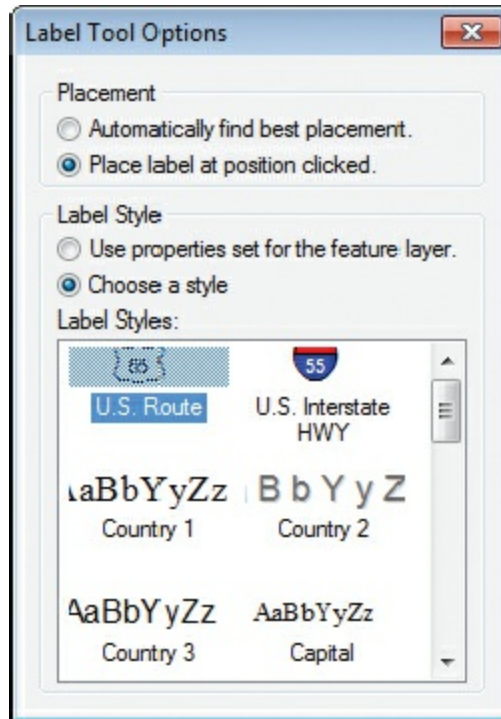 Label Tool Options
Placement
Automatically find best placement.
Place label at position clicked.
Label Style
Use properties set for the feature layer.
Choose a style
Label Styles:
85 55
U.S. Route U.S. Interstate
HWY
AaBbYyZz B b Y y Z
Country 1 Country 2
AaBbYyZz AaBbYyZz
Country 3 Capital